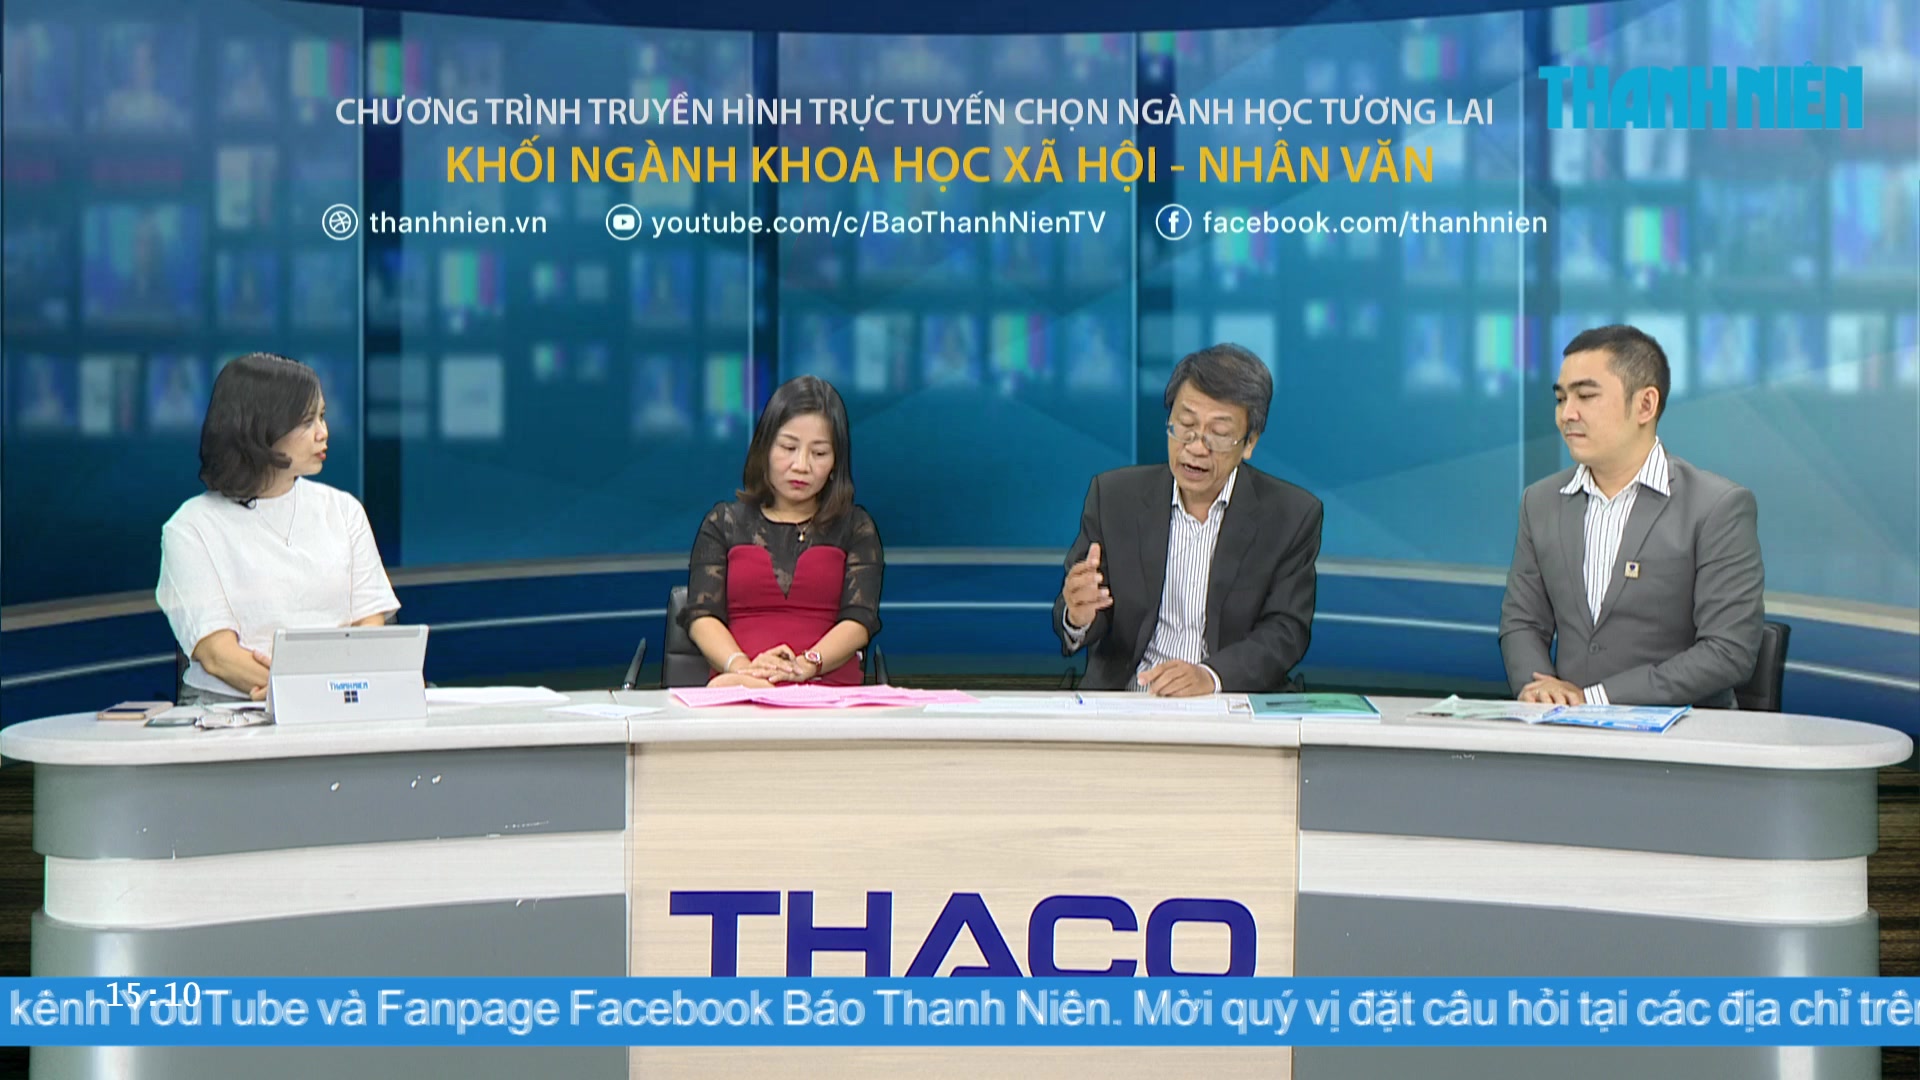 THANH NIÊN
CHƯƠNG TRÌNH TRUYỀN HÌNH TRỰC TUYẾN CHỌN NGÀNH HỌC TƯƠNG LAI
KHỐI NGÀNH KHOA HỌC XÃ HỘI - NHÂN VĂN
thanhnien.vn youtube.com/c/BaoThanhNienTV facebook.com/thanhnien
THANH NIÊN
THACO
15:10
kênh YouTube và Fanpage Facebook Báo Thanh Niên. Mời quý vị đặt câu hỏi tại các địa chỉ trên